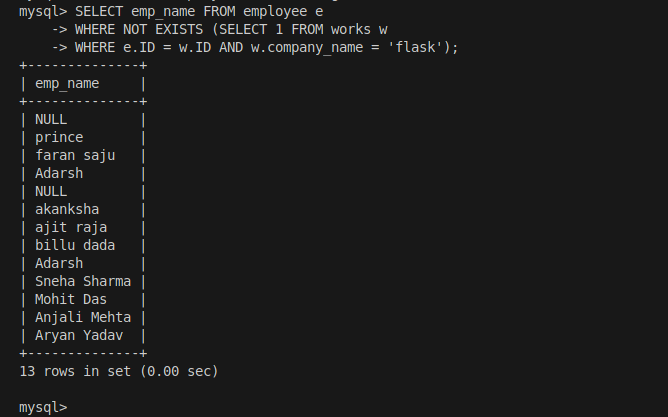 mysql> SELECT emp_name FROM employee e
    -> WHERE NOT EXISTS (SELECT 1 FROM works w
    -> WHERE e.ID = w.ID AND w.company_name = 'flask');
+--------------+
| emp_name     |
+--------------+
| NULL         |
| prince       |
| faran saju   |
| Adarsh       |
| NULL         |
| akanksha     |
| ajit raja    |
| billu dada   |
| Adarsh       |
| Sneha Sharma |
| Mohit Das    |
| Anjali Mehta |
| Aryan Yadav  |
+--------------+
13 rows in set (0.00 sec)

mysql>